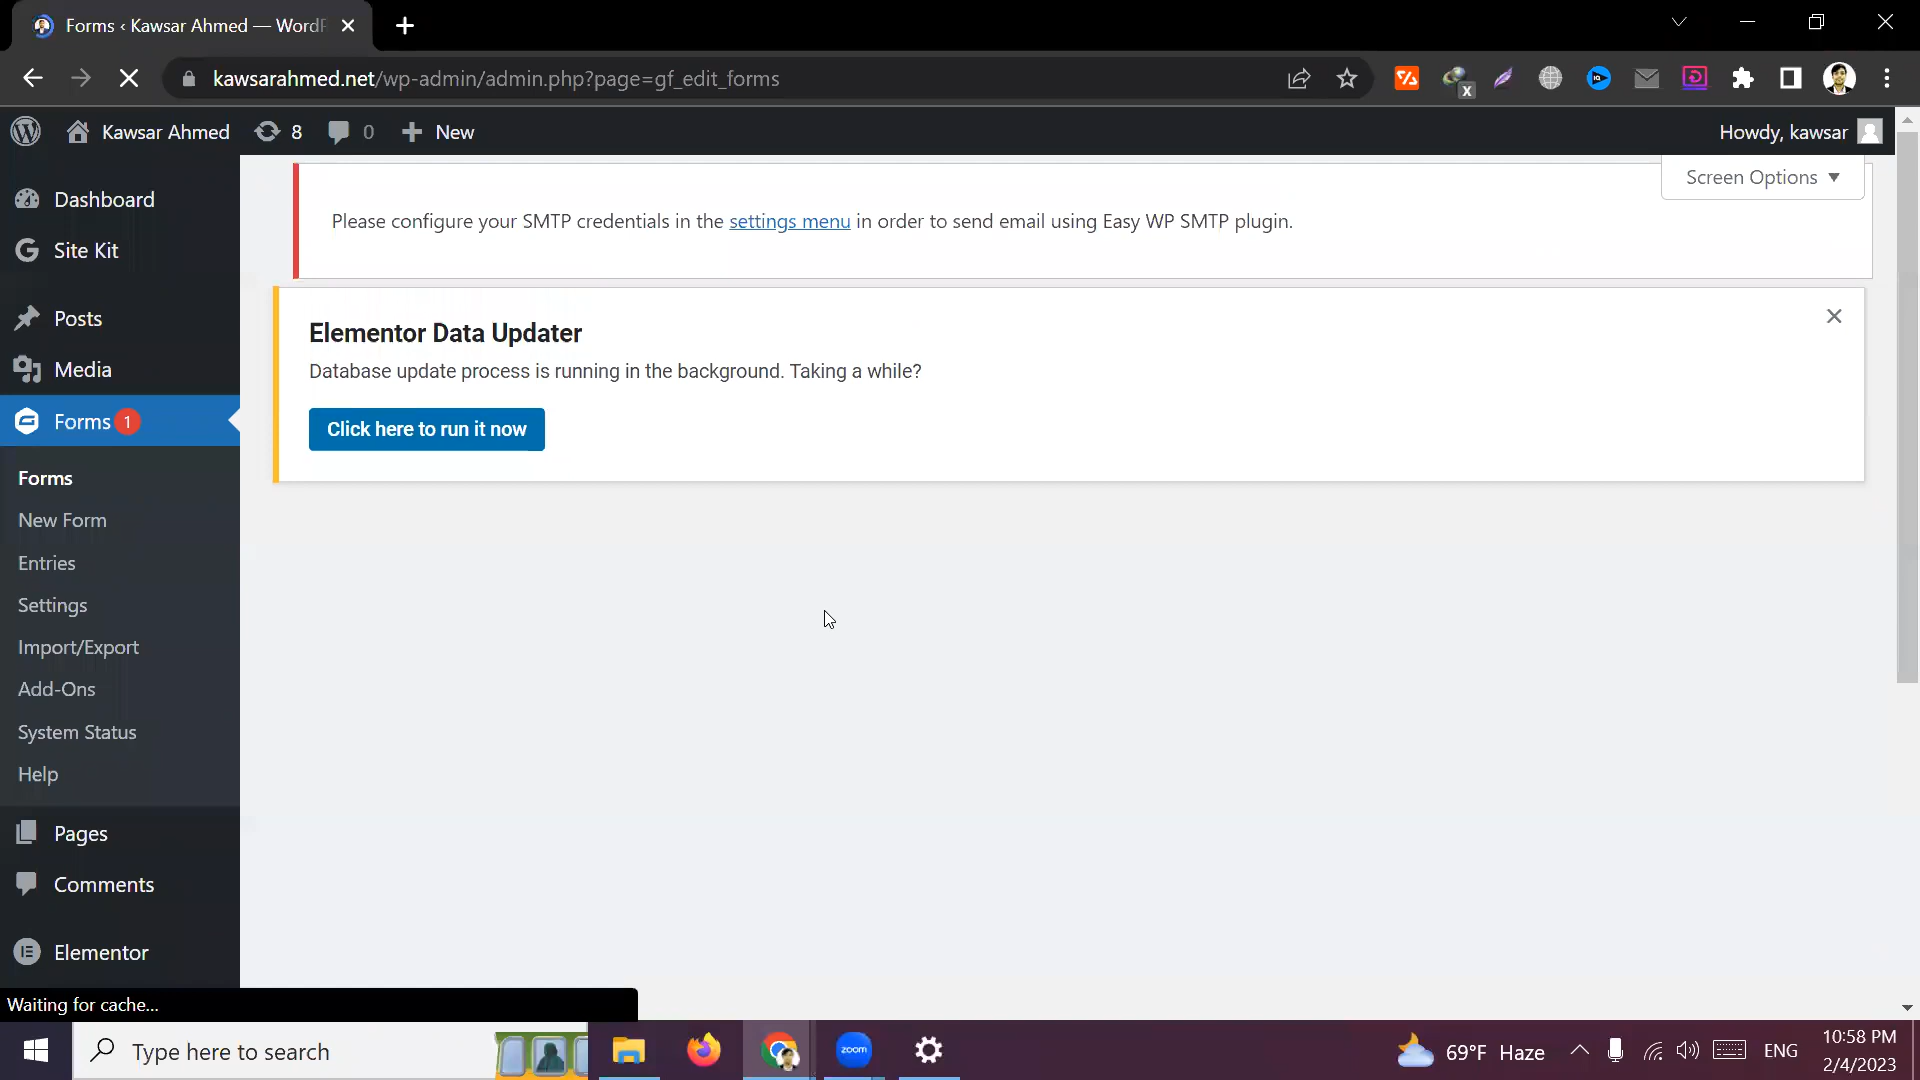 Forms ‹ Kawsar Ahmed — WordP
kawsarahmed.net/wp-admin/admin.php?page=gf_edit_forms
Kawsar Ahmed
8
0
New
Howdy, kawsar
Dashboard
Site Kit
Posts
Media
Forms 1
Forms
New Form
Entries
Settings
Import/Export
Add-Ons
System Status
Help
Pages
Comments
Elementor
Screen Options
Please configure your SMTP credentials in the settings menu in order to send email using Easy WP SMTP plugin.
Elementor Data Updater
Database update process is running in the background. Taking a while?
Click here to run it now
Waiting for cache...
Type here to search
zoom
69°F Haze
ENG
10:58 PM
2/4/2023